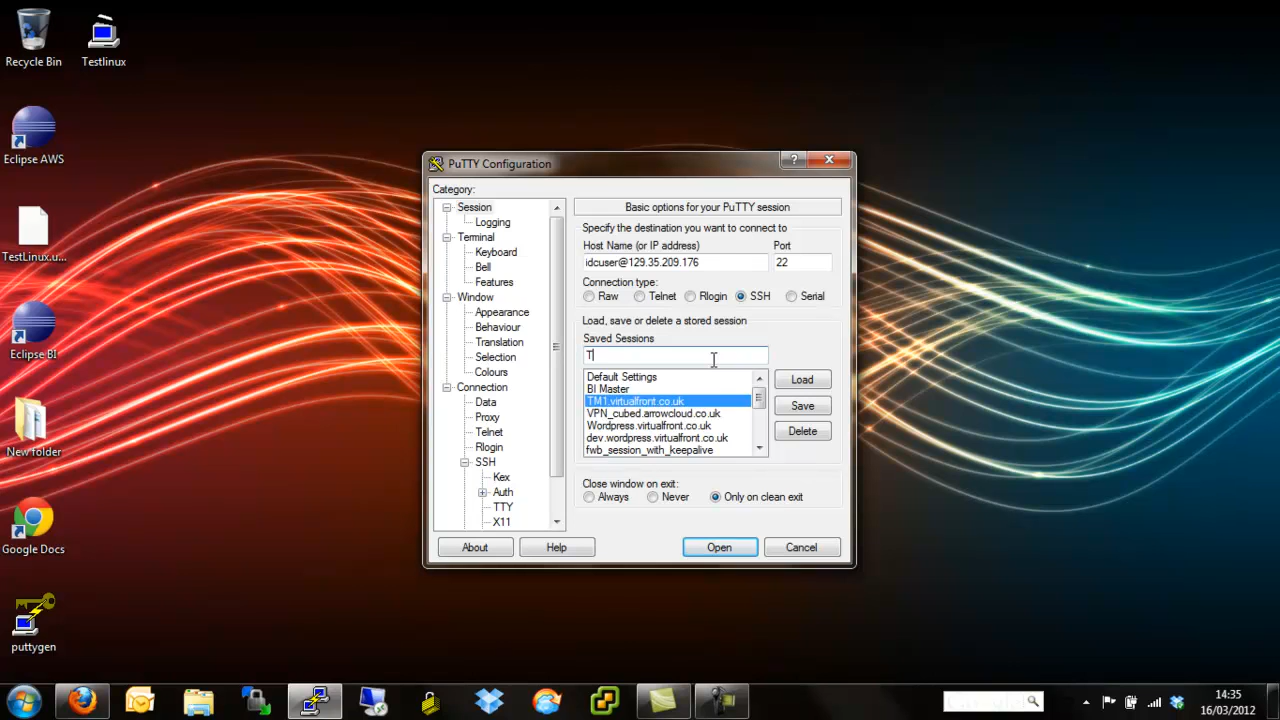 Recycle Bin
Testlinux
Eclipse AWS
TestLinux.u...
Eclipse BI
New folder
Google Docs
puttygen
PuTTY Configuration
?
Category:
Session
Logging
Terminal
Keyboard
Bell
Features
Window
Appearance
Behaviour
Translation
Selection
Colours
Connection
Data
Proxy
Telnet
Rlogin
SSH
Kex
Auth
TTY
X11
Basic options for your PuTTY session
Specify the destination you want to connect to
Host Name (or IP address) Port
idcuser@129.35.209.176 22
Connection type:
Raw Telnet Rlogin SSH Serial
Load, save or delete a stored session
Saved Sessions
T
Default Settings
BI Master
TM1.virtualfront.co.uk
VPN_cubed.arrowcloud.co.uk
Wordpress.virtualfront.co.uk
dev.wordpress.virtualfront.co.uk
fwb_session_with_keepalive
Load
Save
Delete
Close window on exit:
Always Never Only on clean exit
About Help Open Cancel
14:35
16/03/2012